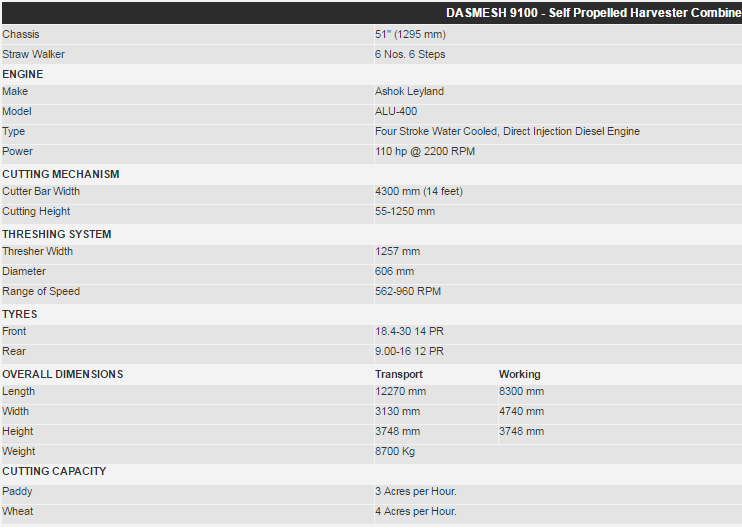 DASMESH 9100 - Self Propelled Harvester Combine
Chassis 51" (1295 mm)
Straw Walker 6 Nos. 6 Steps
ENGINE
Make Ashok Leyland
Model ALU-400
Type Four Stroke Water Cooled, Direct Injection Diesel Engine
Power 110 hp @ 2200 RPM
CUTTING MECHANISM
Cutter Bar Width 4300 mm (14 feet)
Cutting Height 55-1250 mm
THRESHING SYSTEM
Thresher Width 1257 mm
Diameter 606 mm
Range of Speed 562-960 RPM
TYRES
Front 18.4-30 14 PR
Rear 9.00-16 12 PR
OVERALL DIMENSIONS Transport Working
Length 12270 mm 8300 mm
Width 3130 mm 4740 mm
Height 3748 mm 3748 mm
Weight 8700 Kg
CUTTING CAPACITY
Paddy 3 Acres per Hour.
Wheat 4 Acres per Hour.